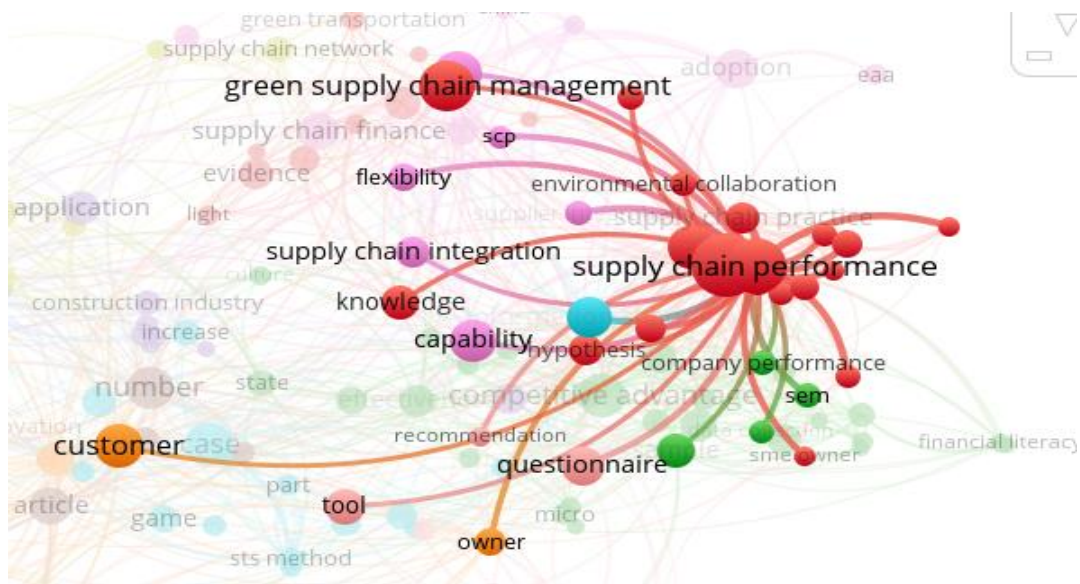 green transportation
supply chain network
green supply chain management
adoption
eaa
supply chain finance
scp
evidence
flexibility
environmental collaboration
application
light
supplier
supply chain practice
supply chain integration
supply chain performance
culture
construction industry
knowledge
increase
capability
hypothesis
company performance
number
state
competitive advantage
sem
customer
case
recommendation
sme owner
financial literacy
questionnaire
article
part
tool
game
micro
owner
sts method